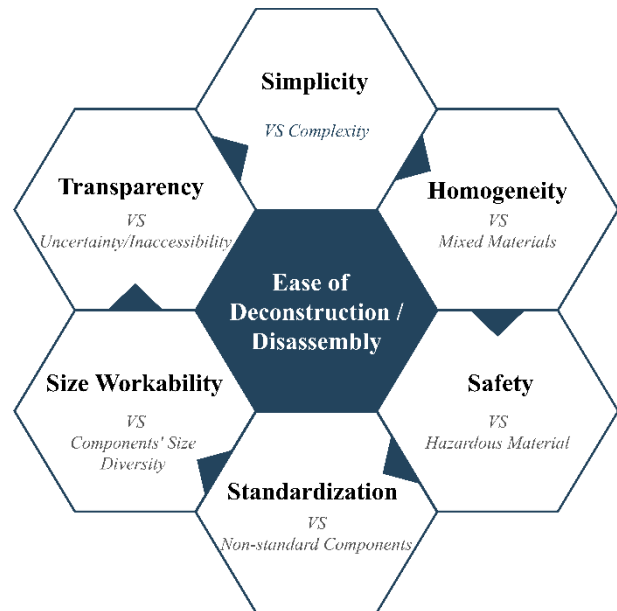 Simplicity
VS Complexity
Transparency
VS
Uncertainty/Inaccessibility
Homogeneity
VS
Mixed Materials
Ease of
Deconstruction /
Disassembly
Size Workability
VS
Components' Size
Diversity
Safety
VS
Hazardous Material
Standardization
VS
Non-standard Components